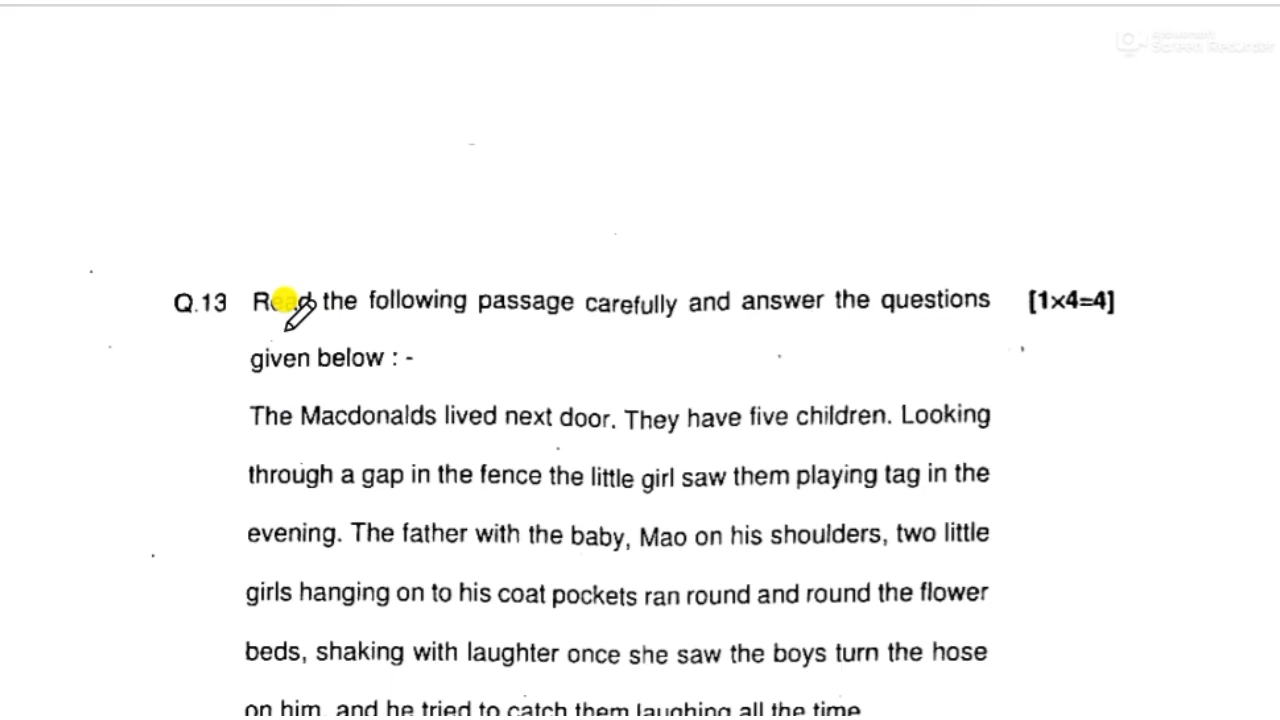 Screen Recorder
Q.13 Read the following passage carefully and answer the questions [1×4=4]
given below : -
The Macdonalds lived next door. They have five children. Looking
through a gap in the fence the little girl saw them playing tag in the
evening. The father with the baby, Mao on his shoulders, two little
girls hanging on to his coat pockets ran round and round the flower
beds, shaking with laughter once she saw the boys turn the hose
on him, and he tried to catch them laughing all the time